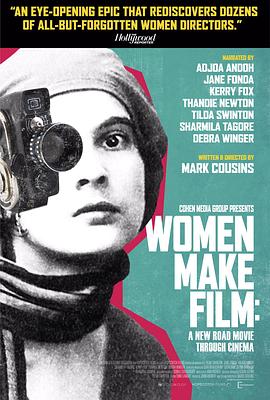 “AN EYE-OPENING EPIC THAT REDISCOVERS DOZENS
OF ALL-BUT-FORGOTTEN WOMEN DIRECTORS.”
The Hollywood
REPORTER
NARRATED BY
ADJOA ANDOH
JANE FONDA
KERRY FOX
THANDIE NEWTON
TILDA SWINTON
SHARMILA TAGORE
DEBRA WINGER
WRITTEN & DIRECTED BY
MARK COUSINS
COHEN MEDIA GROUP PRESENTS
WOMEN
MAKE
FILM:
A NEW ROAD MOVIE
THROUGH CINEMA